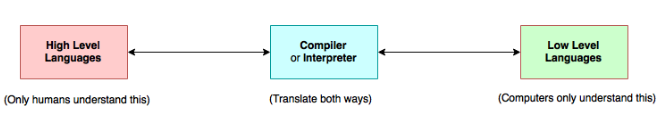 High Level
Languages
Compiler
or Interpreter
Low Level
Languages
(Only humans understand this)
(Translate both ways)
(Computers only understand this)